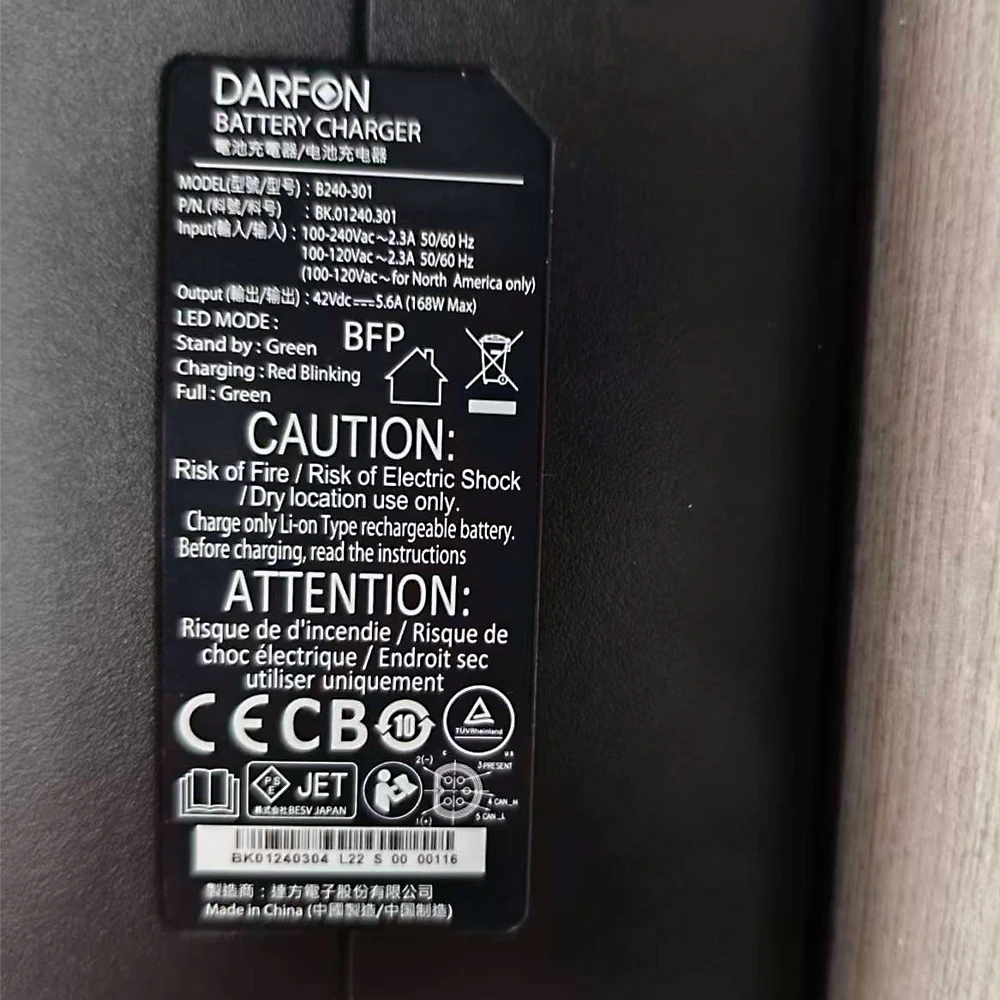 DARFON
BATTERY CHARGER
電池充電器/电池充电器
MODEL(型號/型号) : B240-301
P/N.(料號/料号) : BK.01240.301
Input(輸入/输入) : 100-240Vac～2.3A 50/60 Hz
100-120Vac～2.3A 50/60 Hz
(100-120Vac～for North America only)
Output (輸出/输出) : 42Vdc⎓5.6A (168W Max)
LED MODE :
Stand by : Green
BFP
Charging : Red Blinking
Full : Green
CAUTION:
Risk of Fire / Risk of Electric Shock
/ Dry location use only.
Charge only Li-on Type rechargeable battery.
Before charging, read the instructions
ATTENTION:
Risque de d'incendie / Risque de
choc électrique / Endroit sec
utiliser uniquement
CE CB 10 TÜVRheinland
C US
PSE JET
株式会社BESV JAPAN
2(-) 3 PRESENT
4 CAN_H
1(+) 5 CAN_L
BK01240304 L22 S 00 00116
製造商：達方電子股份有限公司
Made in China (中國製造/中国制造)